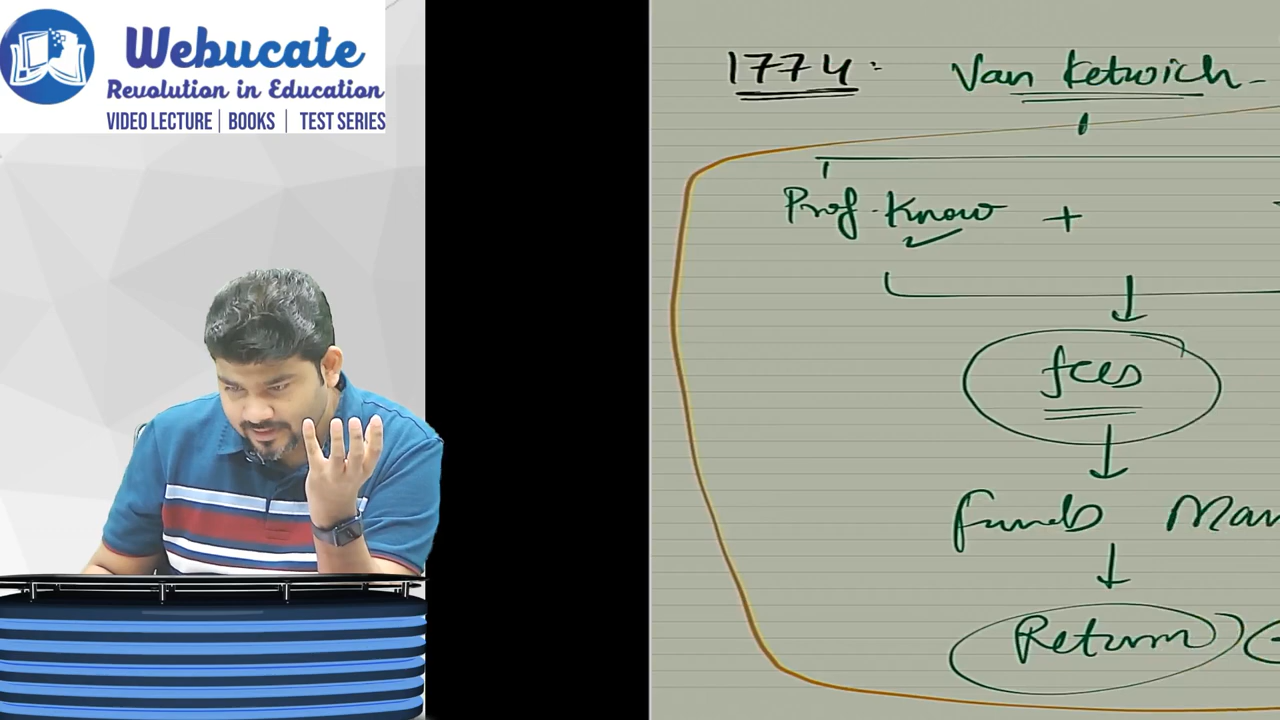 Webucate
Revolution in Education
VIDEO LECTURE | BOOKS | TEST SERIES
1774: Van Ketwich-
Prof. Know +
fees
Funds Man
Return